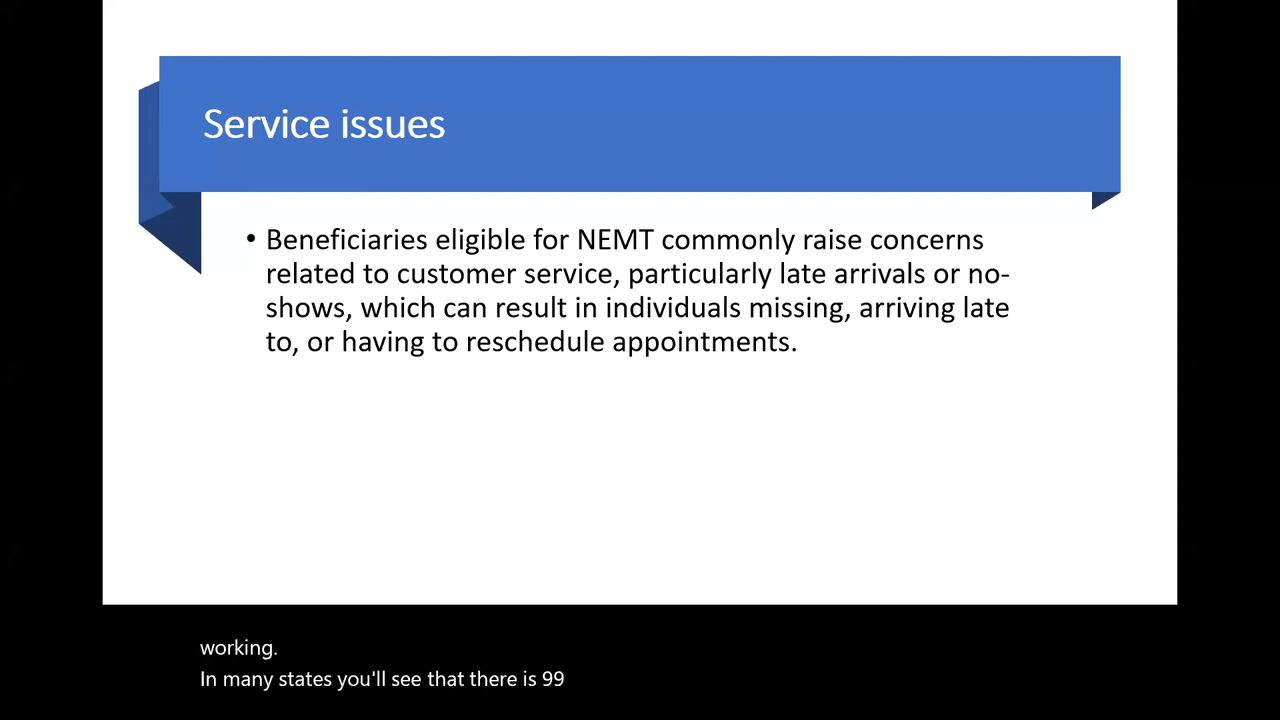 Service issues
• Beneficiaries eligible for NEMT commonly raise concerns
related to customer service, particularly late arrivals or no-
shows, which can result in individuals missing, arriving late
to, or having to reschedule appointments.
working.
In many states you'll see that there is 99